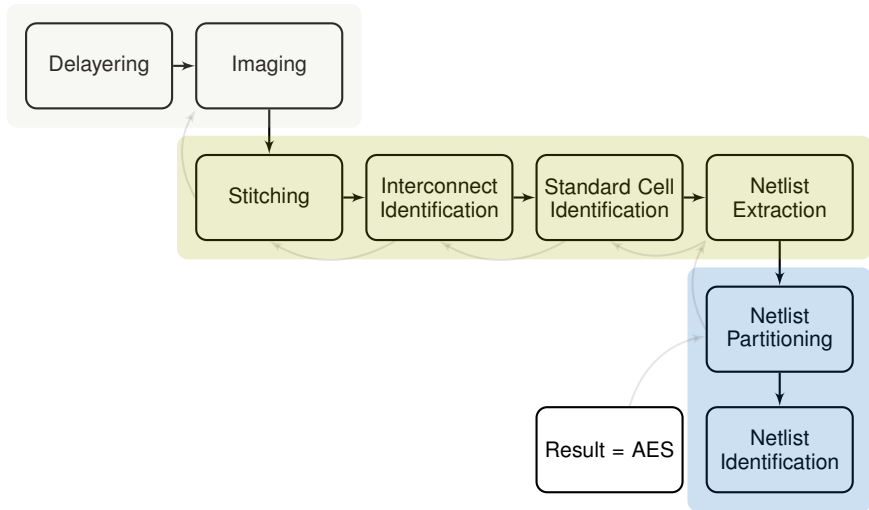 Delayering
Imaging
Stitching
Interconnect
Identification
Standard Cell
Identification
Netlist
Extraction
Netlist
Partitioning
Result = AES
Netlist
Identification